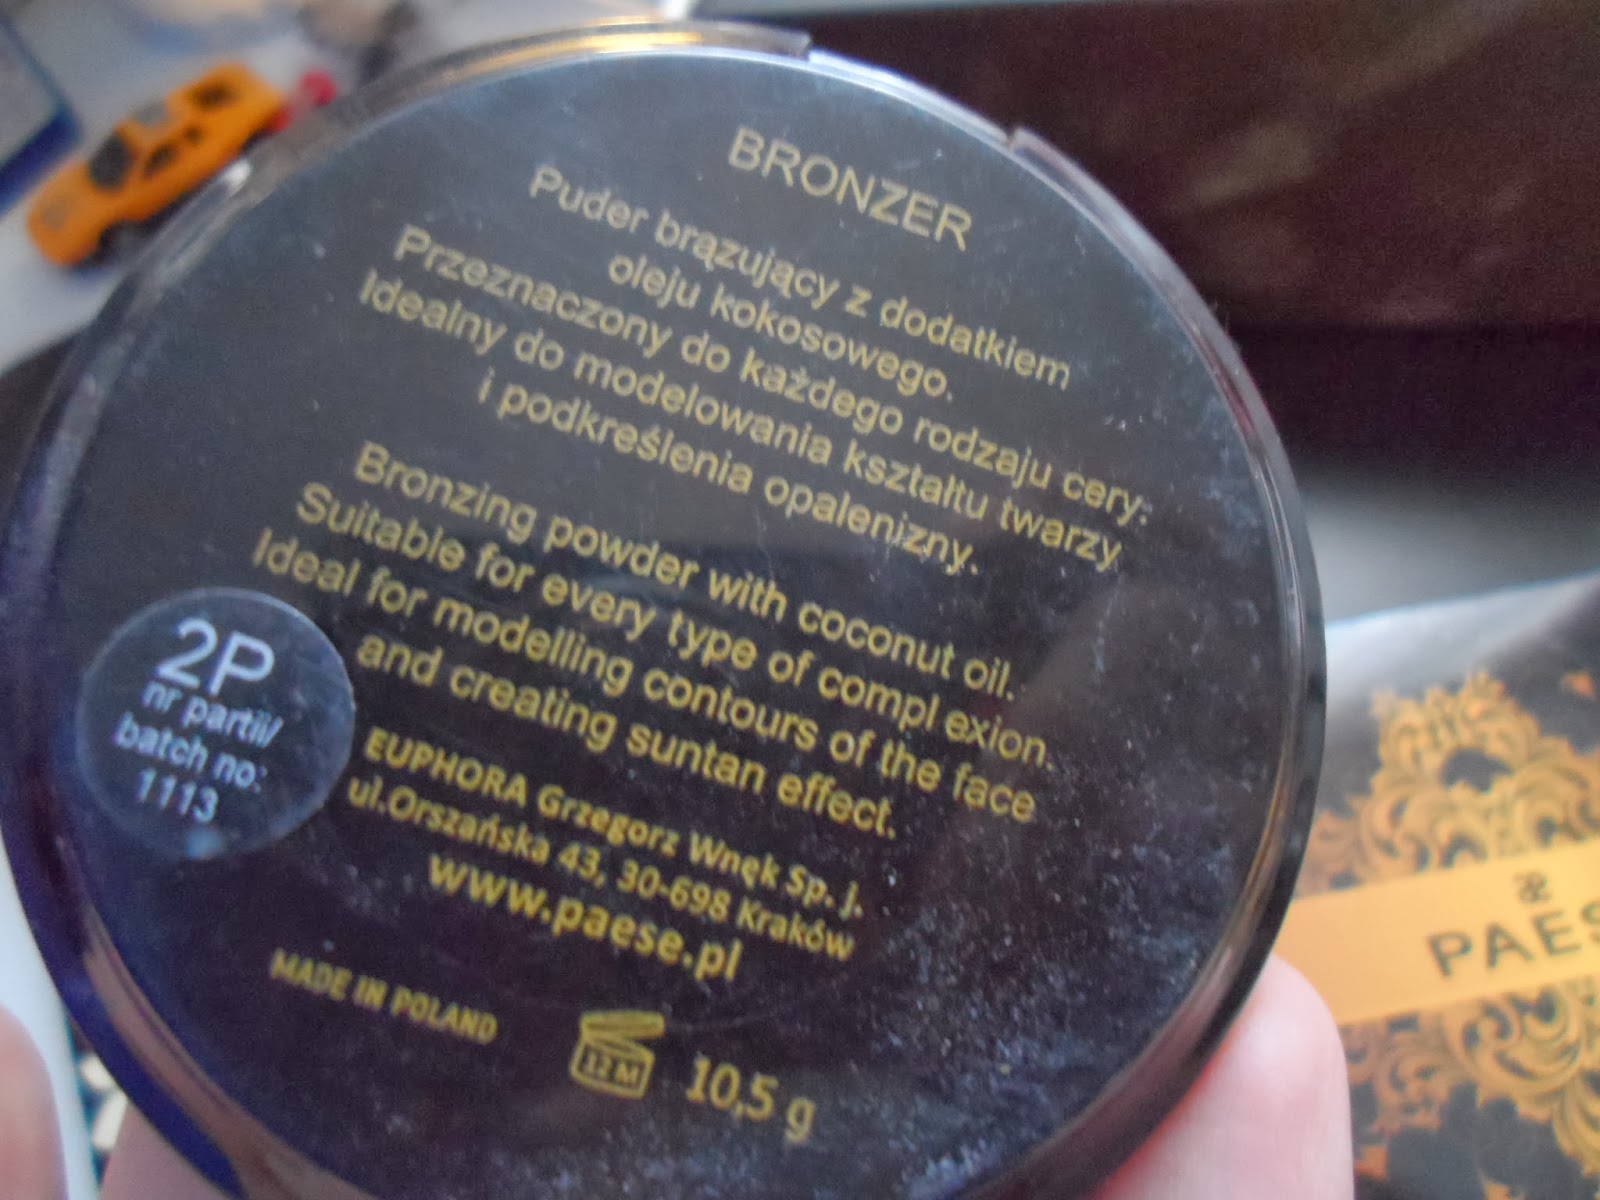 BRONZER
Puder brązujący z dodatkiem
oleju kokosowego.
Przeznaczony do każdego rodzaju cery.
Idealny do modelowania kształtu twarzy
i podkreślenia opalenizny.
Bronzing powder with coconut oil.
Suitable for every type of compl exion.
Ideal for modelling contours of the face
and creating suntan effect.
EUPHORA Grzegorz Wnęk Sp. j.
ul.Orszańska 43, 30-698 Kraków
www.paese.pl
MADE IN POLAND
12 M
10,5 g
2P
nr partii/
batch no:
1113
PAES